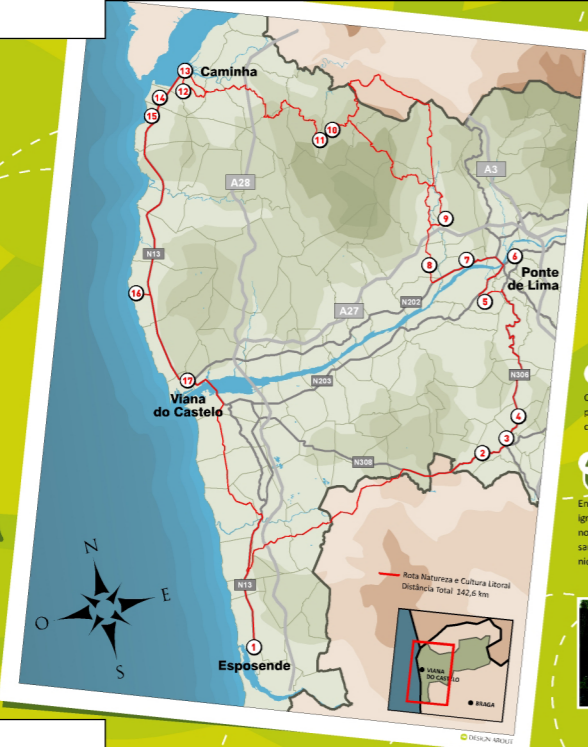 13
Caminha
12
14
15
10
11
A28
A3
9
N13
8
7
6
Ponte
de Lima
16
5
N202
A27
17
N203
N306
Viana
do Castelo
4
3
2
N308
N
O
E
S
N13
Rota Natureza e Cultura Litoral
Distância Total 142,6 km
1
Esposende
VIANA
DO CASTELO
BRAGA
© DESIGN ABOUT